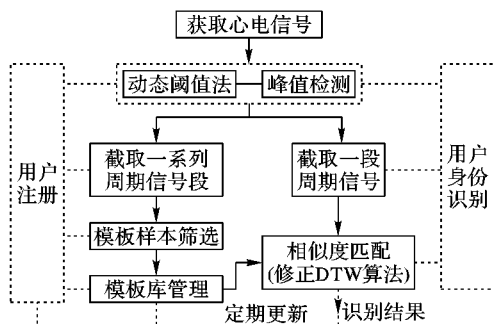 获取心电信号
动态阈值法
峰值检测
用户
注册
截取一系列
周期信号段
截取一段
周期信号
用户
身份
识别
模板样本筛选
相似度匹配
(修正DTW算法)
模板库管理
定期更新
识别结果